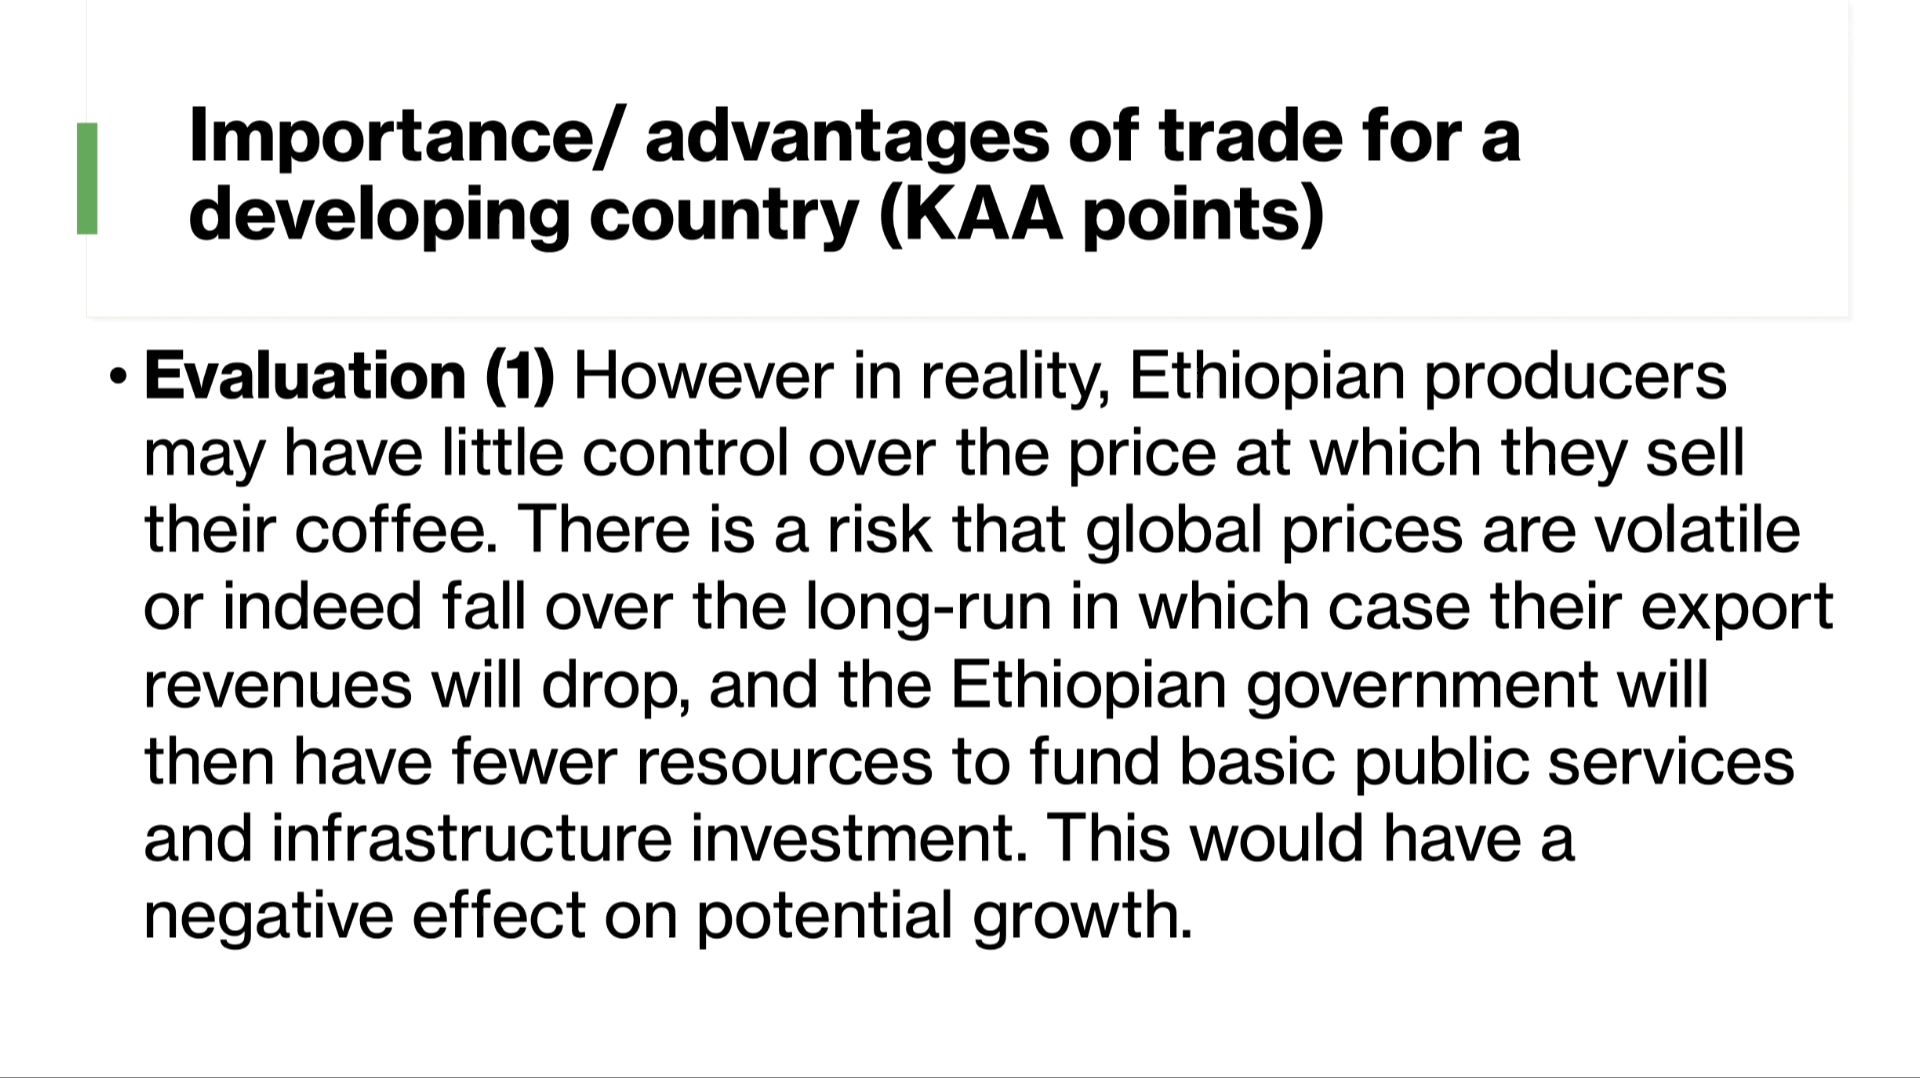 Importance/ advantages of trade for a
developing country (KAA points)
• Evaluation (1) However in reality, Ethiopian producers
may have little control over the price at which they sell
their coffee. There is a risk that global prices are volatile
or indeed fall over the long-run in which case their export
revenues will drop, and the Ethiopian government will
then have fewer resources to fund basic public services
and infrastructure investment. This would have a
negative effect on potential growth.